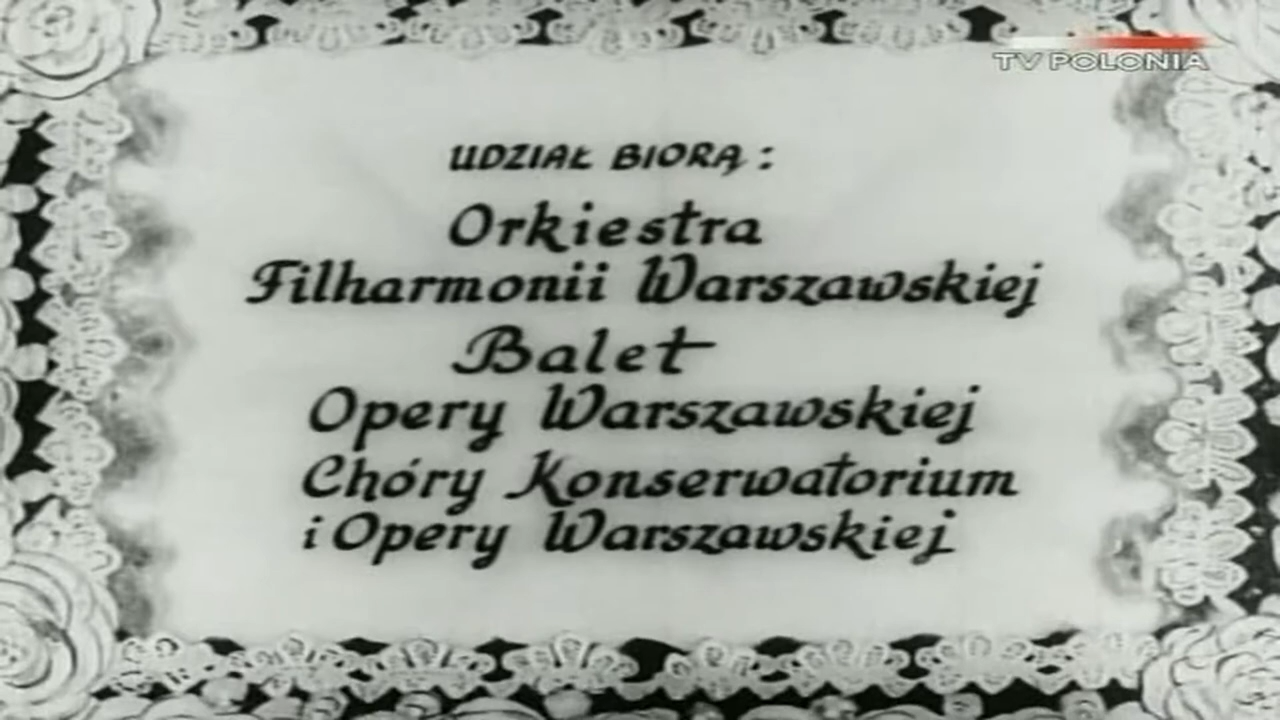 TV POLONIA
UDZIAŁ BIORĄ:
Orkiestra
Filharmonii Warszawskiej
Balet
Opery Warszawskiej
Chóry Konserwatorium
i Opery Warszawskiej